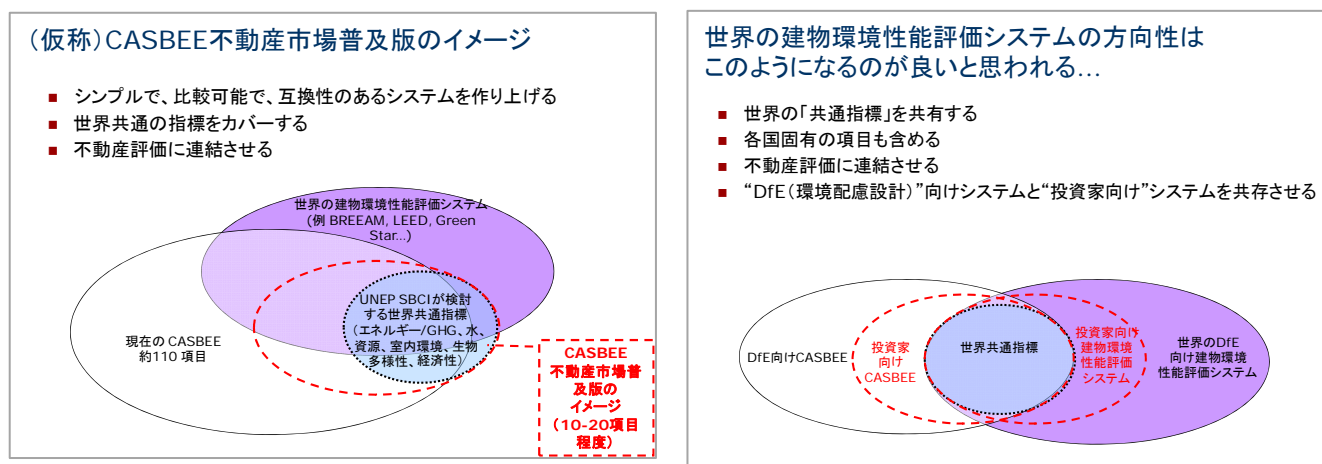 （仮称）CASBEE不動産市場普及版のイメージ
■ シンプルで、比較可能で、互換性のあるシステムを作り上げる
■ 世界共通の指標をカバーする
■ 不動産評価に連結させる
世界の建物環境性能評価システム
(例 BREEAM, LEED, Green
Star...)
UNEP SBCIが検討
する世界共通指標
（エネルギー/GHG、水、
資源、室内環境、生物
多様性、経済性）
現在の CASBEE
約110 項目
CASBEE
不動産市場普
及版の
イメージ
（10-20項目
程度）
世界の建物環境性能評価システムの方向性は
このようになるのが良いと思われる...
■ 世界の「共通指標」を共有する
■ 各国固有の項目も含める
■ 不動産評価に連結させる
■ “DfE（環境配慮設計）”向けシステムと“投資家向け”システムを共存させる
DfE向けCASBEE
投資家
向け
CASBEE
世界共通指標
投資家向け
建物環境
性能評価
システム
世界のDfE
向け建物環境
性能評価システム